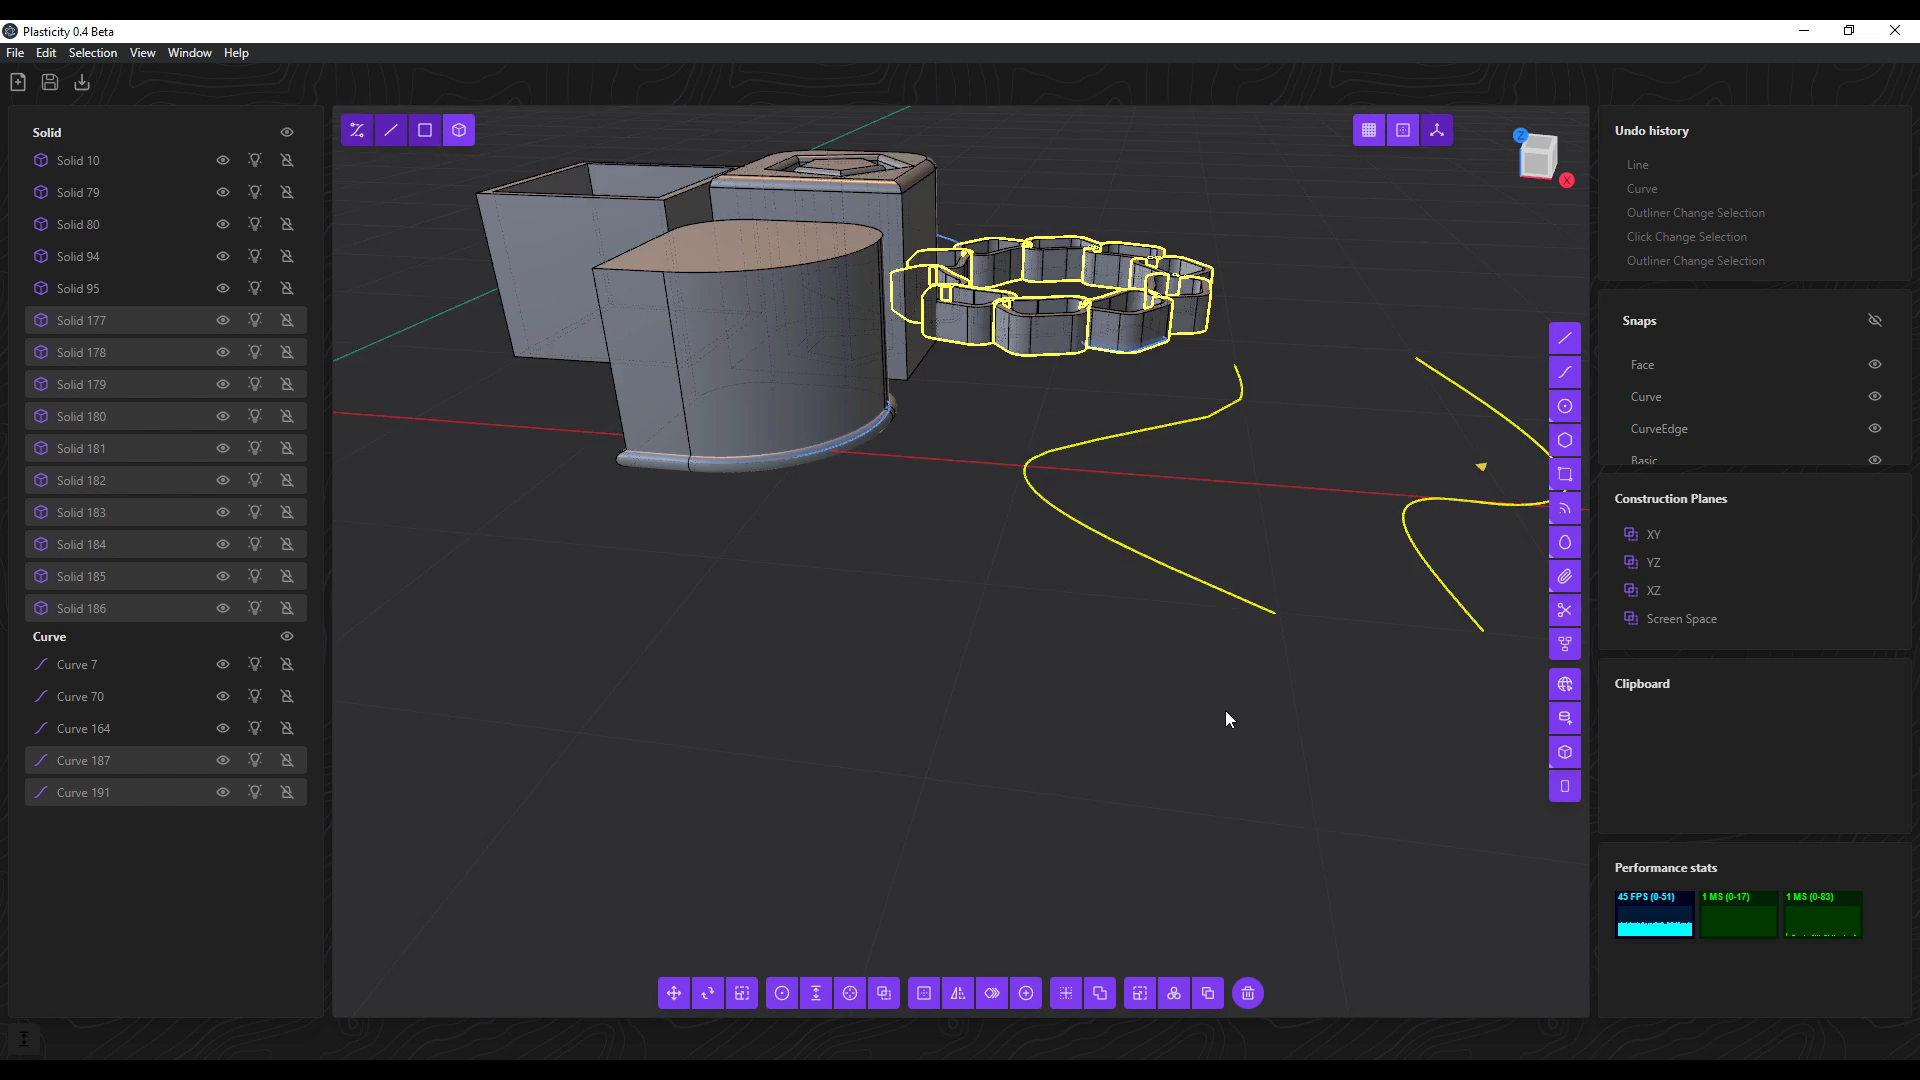 Plasticity 0.4 Beta
File Edit Selection View Window Help
Solid
Solid 10
Solid 79
Solid 80
Solid 94
Solid 95
Solid 177
Solid 178
Solid 179
Solid 180
Solid 181
Solid 182
Solid 183
Solid 184
Solid 185
Solid 186
Curve
Curve 7
Curve 70
Curve 164
Curve 187
Curve 191
Z
X
Undo history
Line
Curve
Outliner Change Selection
Click Change Selection
Outliner Change Selection
Snaps
Face
Curve
CurveEdge
Basic
Construction Planes
XY
YZ
XZ
Screen Space
Clipboard
Performance stats
45 FPS (0-51) 1 MS (0-17) 1 MS (0-83)